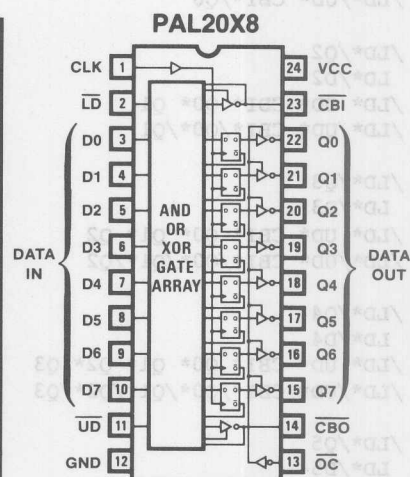 PAL20X8
CLK 1
24 VCC
LD 2
23 CBI
D0 3
22 Q0
D1 4
21 Q1
D2 5
20 Q2
D3 6
19 Q3
D4 7
18 Q4
D5 8
17 Q5
D6 9
16 Q6
D7 10
15 Q7
UD 11
14 CBO
GND 12
13 OC
DATA
IN
AND
OR
XOR
GATE
ARRAY
DATA
OUT